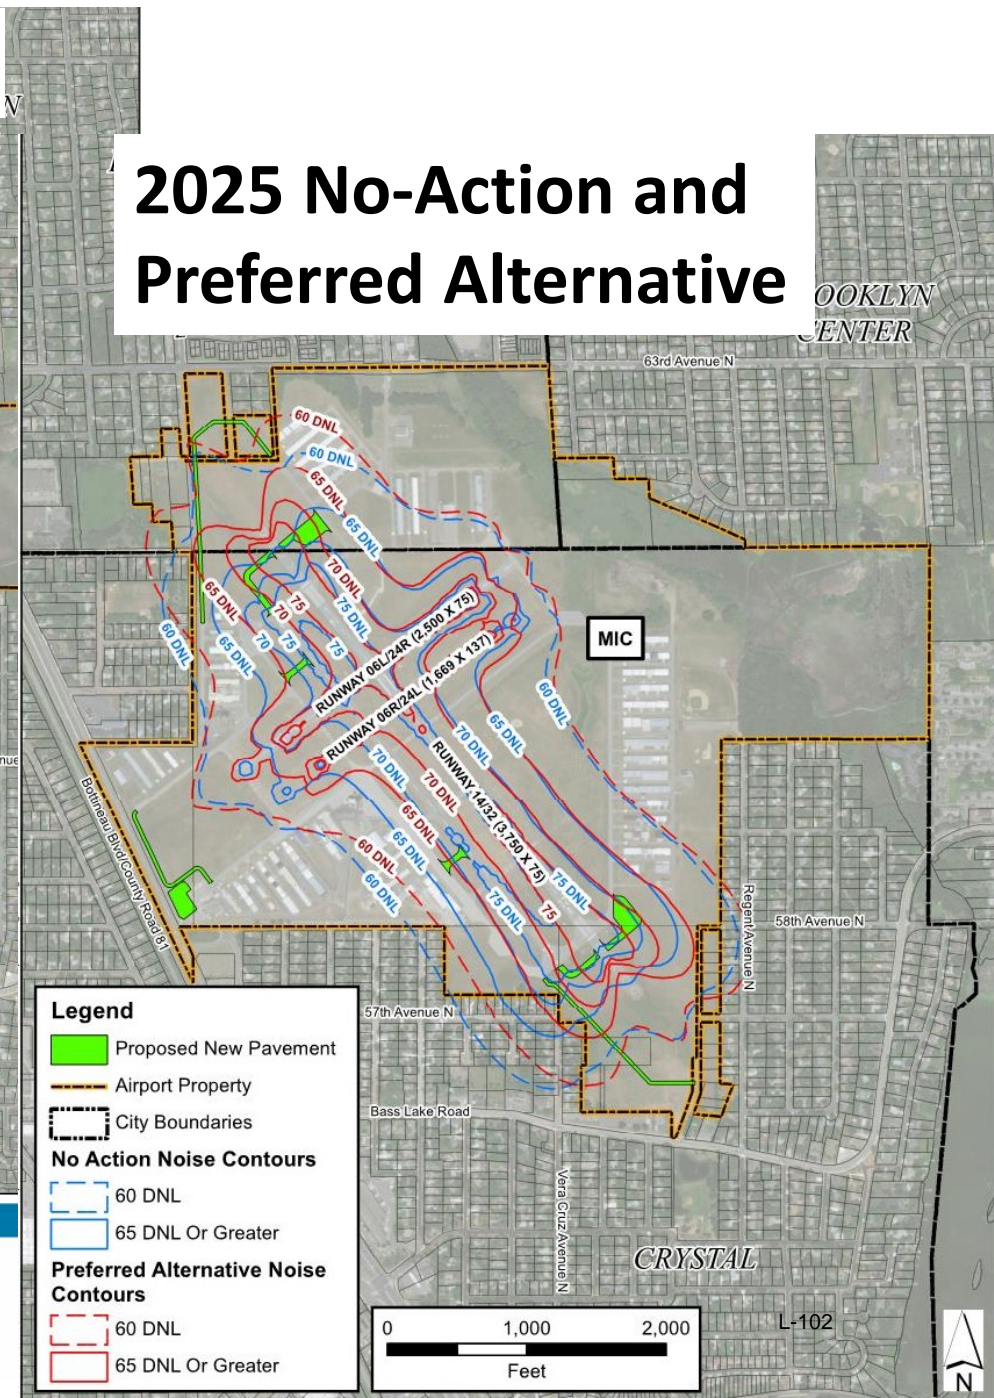 N
2025 No-Action and
Preferred Alternative
OOKLYN
CENTER
63rd Avenue N
60 DNL
60 DNL
65 DNL
65 DNL
70 DNL
75 DNL
60 DNL
65 DNL
65 DNL
70
75
70
75
75
RUNWAY 06L/24R (2,500 X 75)
RUNWAY 06R/24L (1,669 X 137)
RUNWAY 14/32 (3,750 X 75)
MIC
60 DNL
65 DNL
70 DNL
70 DNL
70 DNL
65 DNL
65 DNL
60 DNL
60 DNL
75 DNL
75
75 DNL
nue
Bottineau Blvd/County Road 81
Regent Avenue N
58th Avenue N
57th Avenue N
Bass Lake Road
Vera Cruz Avenue N
CRYSTAL
Legend
Proposed New Pavement
Airport Property
City Boundaries
No Action Noise Contours
60 DNL
65 DNL Or Greater
Preferred Alternative Noise
Contours
60 DNL
65 DNL Or Greater
0 1,000 2,000
Feet
L-102
N